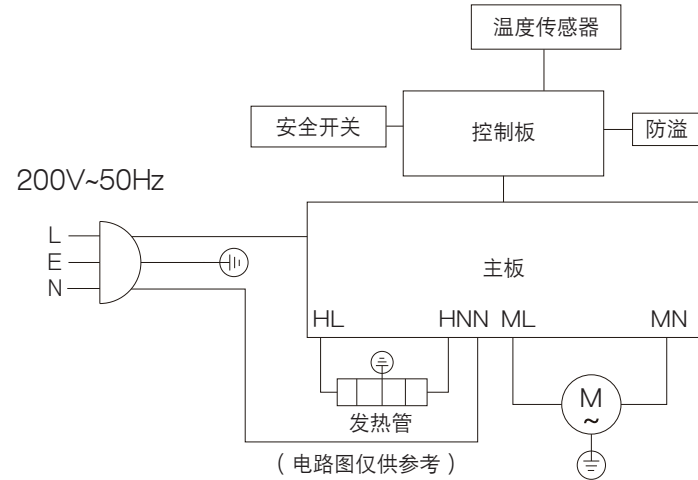 温度传感器
安全开关
控制板
防溢
200V~50Hz
L
E
N
主板
HL
HNN
ML
MN
M
~
发热管
（电路图仅供参考）